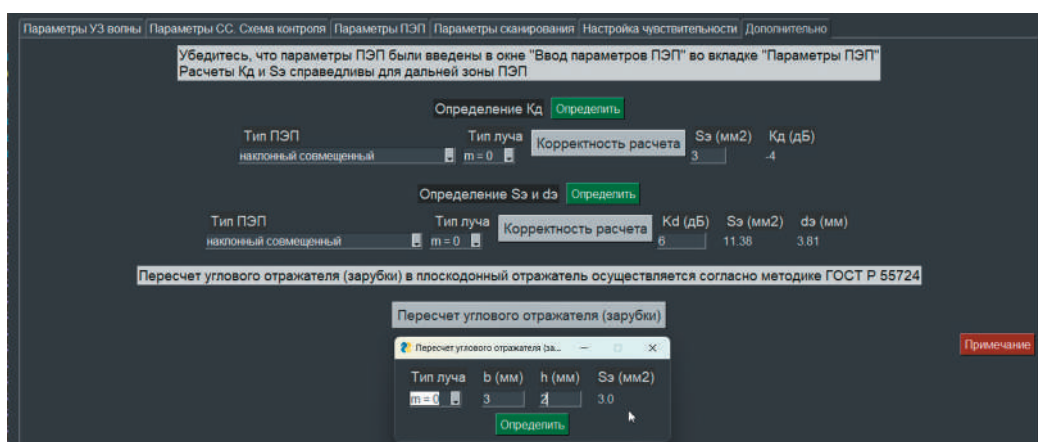 Параметры УЗ волны Параметры СС. Схема контроля Параметры ПЭП Параметры сканирования Настройка чувствительности Дополнительно
Убедитесь, что параметры ПЭП были введены в окне "Ввод параметров ПЭП" во вкладке "Параметры ПЭП"
Расчеты Кд и Sэ справедливы для дальней зоны ПЭП
Определение Кд Определить
Тип ПЭП Тип луча Корректность расчета Sэ (мм2) Кд (дБ)
наклонный совмещенный m = 0 3 -4
Определение Sэ и dэ Определить
Тип ПЭП Тип луча Корректность расчета Kd (дБ) Sэ (мм2) dэ (мм)
наклонный совмещенный m = 0 6 11.38 3.81
Пересчет углового отражателя (зарубки) в плоскодонный отражатель осуществляется согласно методике ГОСТ Р 55724
Пересчет углового отражателя (зарубки)
Примечание
Пересчет углового отражателя (за...
Тип луча b (мм) h (мм) Sэ (мм2)
m = 0 3 2 3.0
Определить